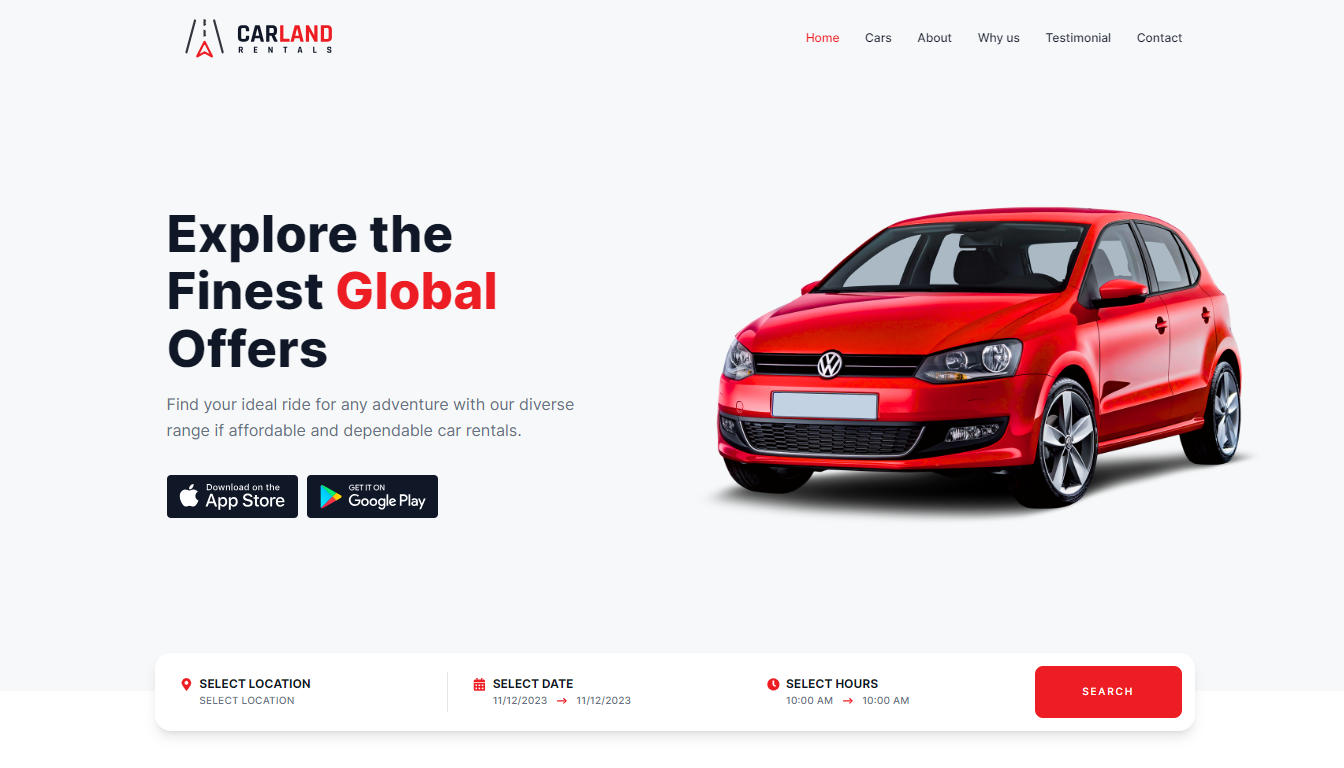 CARLAND
RENTALS
Home Cars About Why us Testimonial Contact
Explore the
Finest Global
Offers
Find your ideal ride for any adventure with our diverse
range if affordable and dependable car rentals.
Download on the
App Store
GET IT ON
Google Play
SELECT LOCATION
SELECT LOCATION
SELECT DATE
11/12/2023 → 11/12/2023
SELECT HOURS
10:00 AM → 10:00 AM
SEARCH